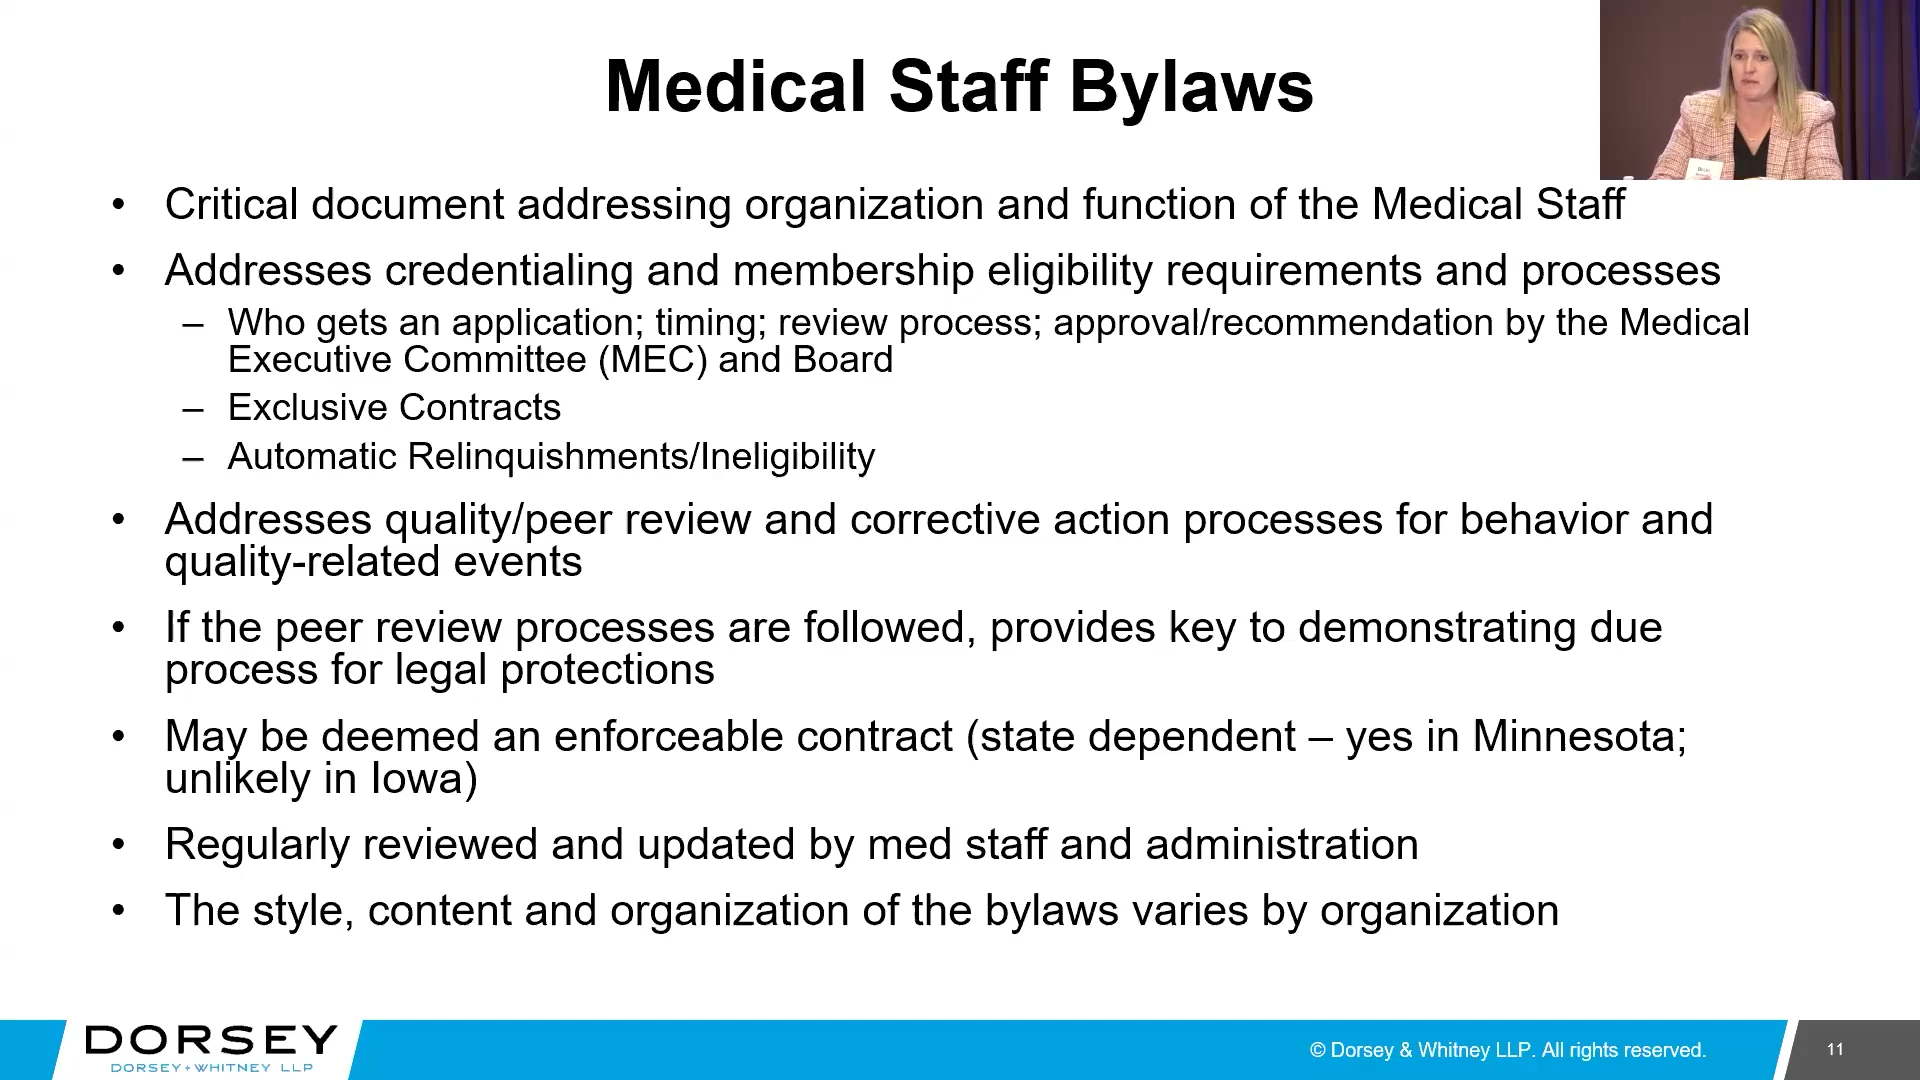 Medical Staff Bylaws
• Critical document addressing organization and function of the Medical Staff
• Addresses credentialing and membership eligibility requirements and processes
– Who gets an application; timing; review process; approval/recommendation by the Medical
Executive Committee (MEC) and Board
– Exclusive Contracts
– Automatic Relinquishments/Ineligibility
• Addresses quality/peer review and corrective action processes for behavior and
quality-related events
• If the peer review processes are followed, provides key to demonstrating due
process for legal protections
• May be deemed an enforceable contract (state dependent – yes in Minnesota;
unlikely in Iowa)
• Regularly reviewed and updated by med staff and administration
• The style, content and organization of the bylaws varies by organization
DORSEY
DORSEY + WHITNEY LLP
© Dorsey & Whitney LLP. All rights reserved.
11